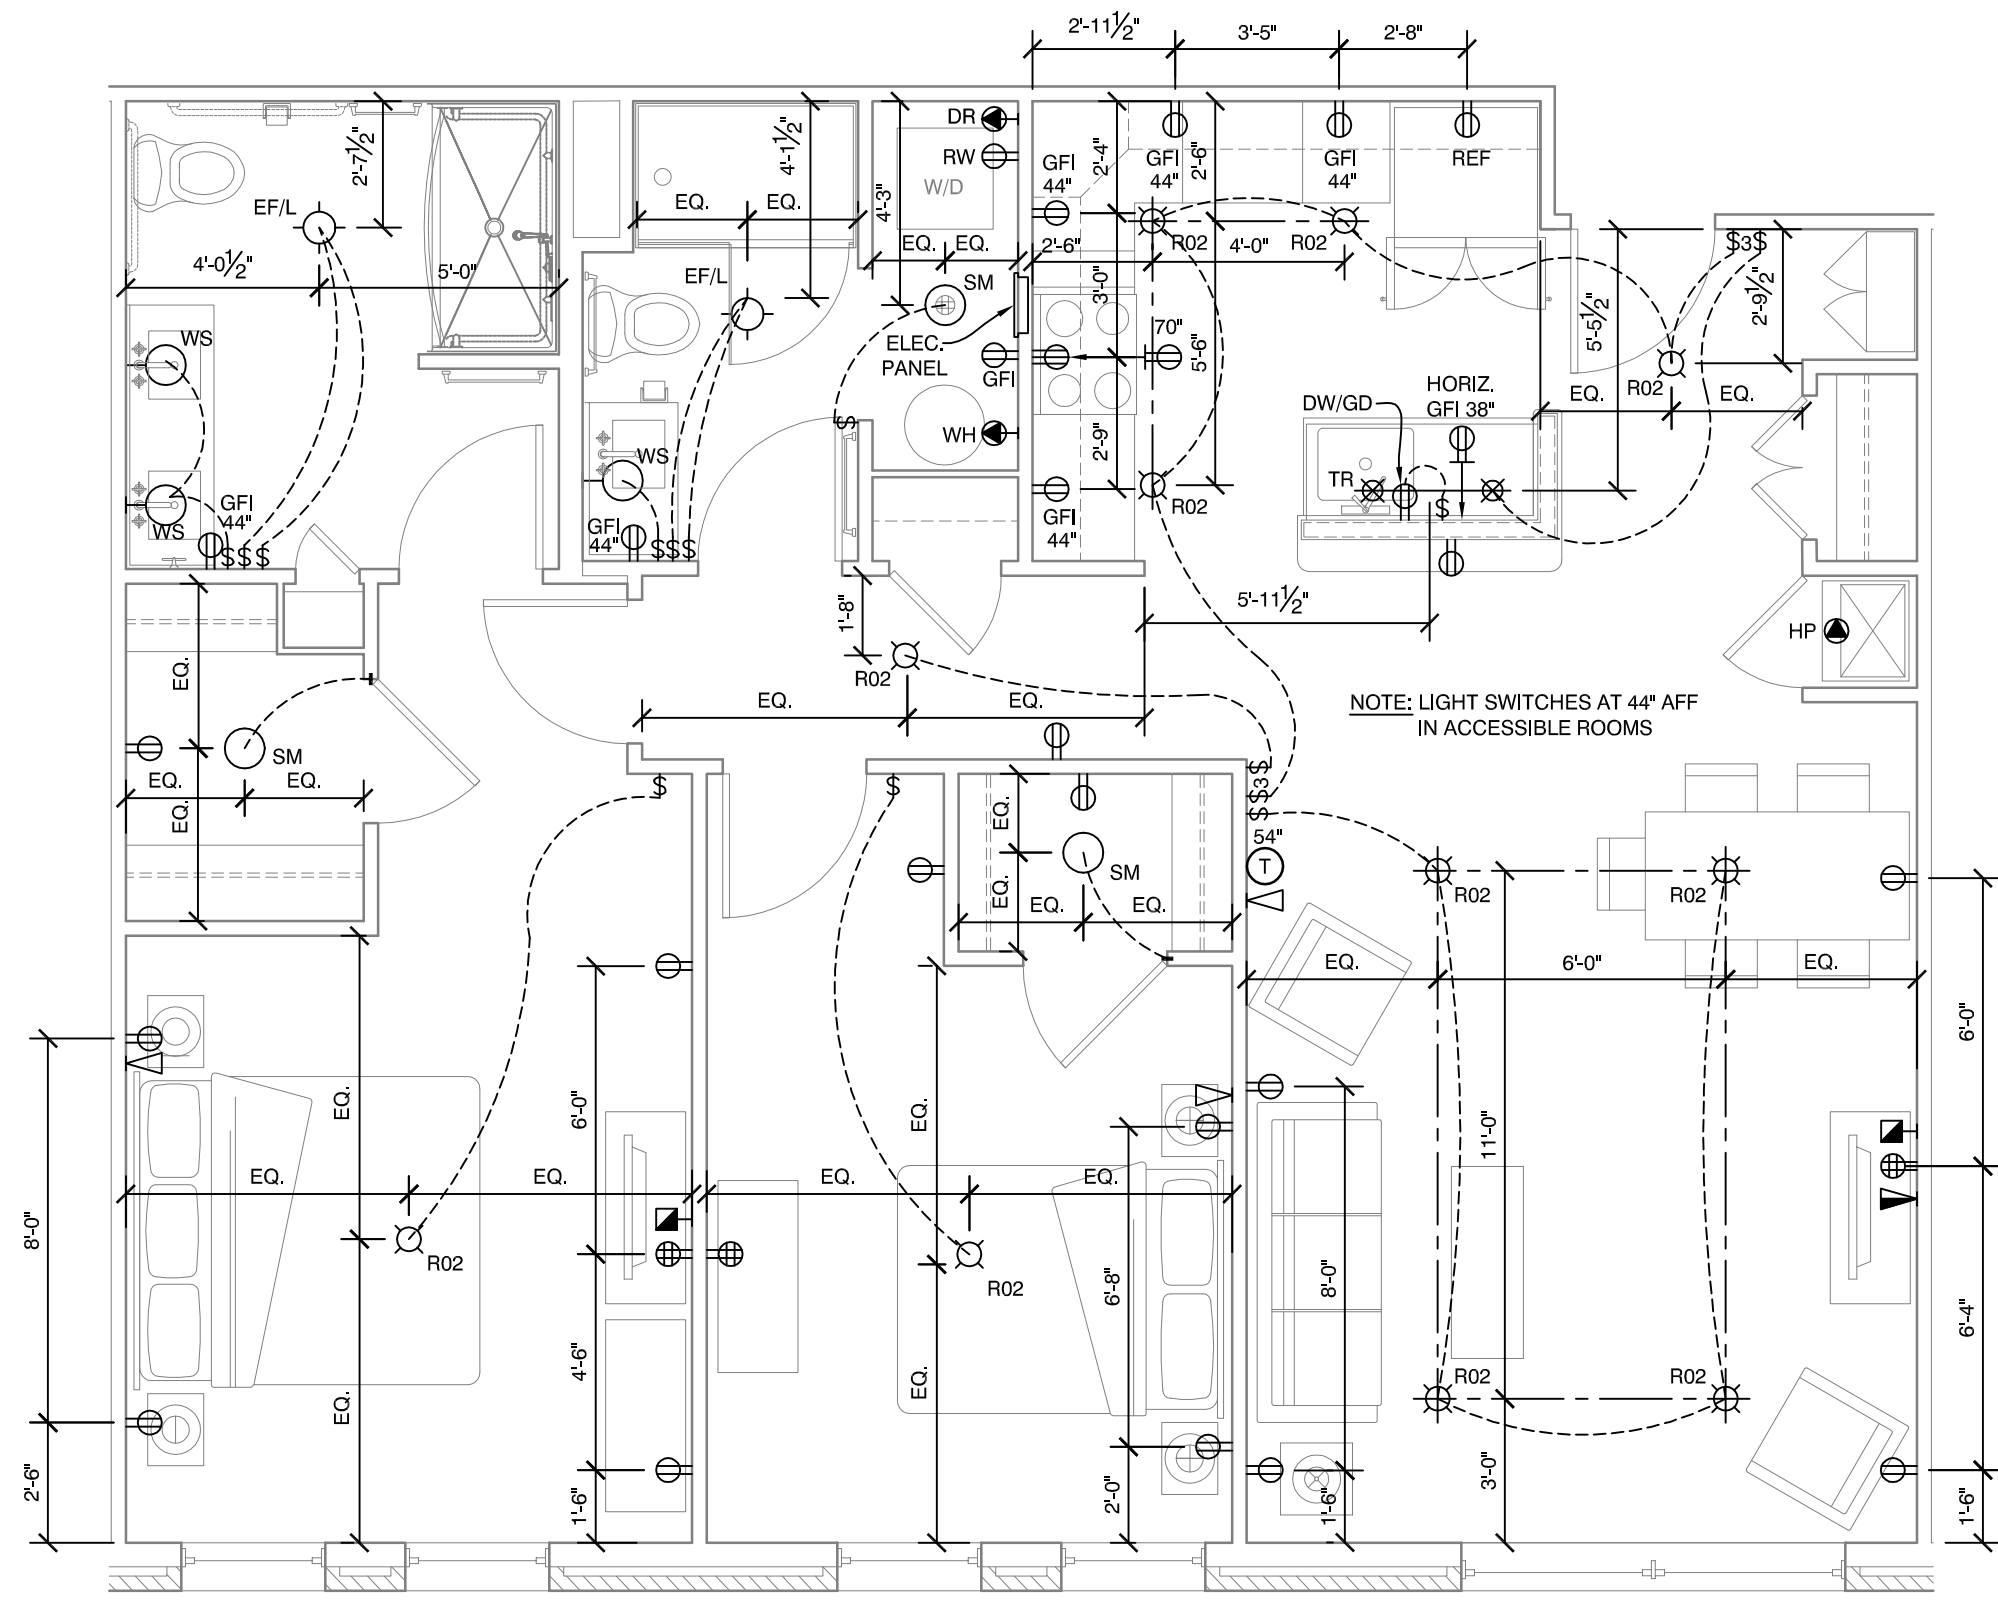 2'-11½" 3'-5" 2'-8"
DR
RW
W/D
GFI
44"
GFI
44"
GFI
44"
REF
2'-7½"
4'-1½"
4'-3"
2'-4"
2'-6"
EF/L
EQ. EQ.
EQ. EQ.
4'-0½" 5'-0"
2'-6" 4'-0"
R02 R02
$3$
2'-9½"
EF/L
SM
3'-0"
5'-5½"
WS
ELEC.
PANEL
70"
5'-6"
GFI
R02
EQ. EQ.
HORIZ.
GFI 38"
DW/GD
$
WH
2'-9"
WS
TR
$
R02
WS
GFI
44"
$$$
GFI
44"
$$$
GFI
44"
1'-8"
5'-11½"
HP
R02
EQ.
EQ. EQ.
NOTE: LIGHT SWITCHES AT 44" AFF
IN ACCESSIBLE ROOMS
SM
EQ. EQ.
EQ.
$
$
$3$
$
54"
T
EQ.
EQ.
SM
EQ. EQ.
R02 R02
EQ. 6'-0" EQ.
6'-0"
EQ.
6'-0"
EQ.
11'-0"
EQ. EQ. EQ. EQ.
8'-0"
R02
R02
6'-8"
8'-0"
6'-4"
4'-6"
EQ.
EQ.
R02 R02
2'-6"
1'-6"
2'-0"
1'-6"
3'-0"
1'-6"